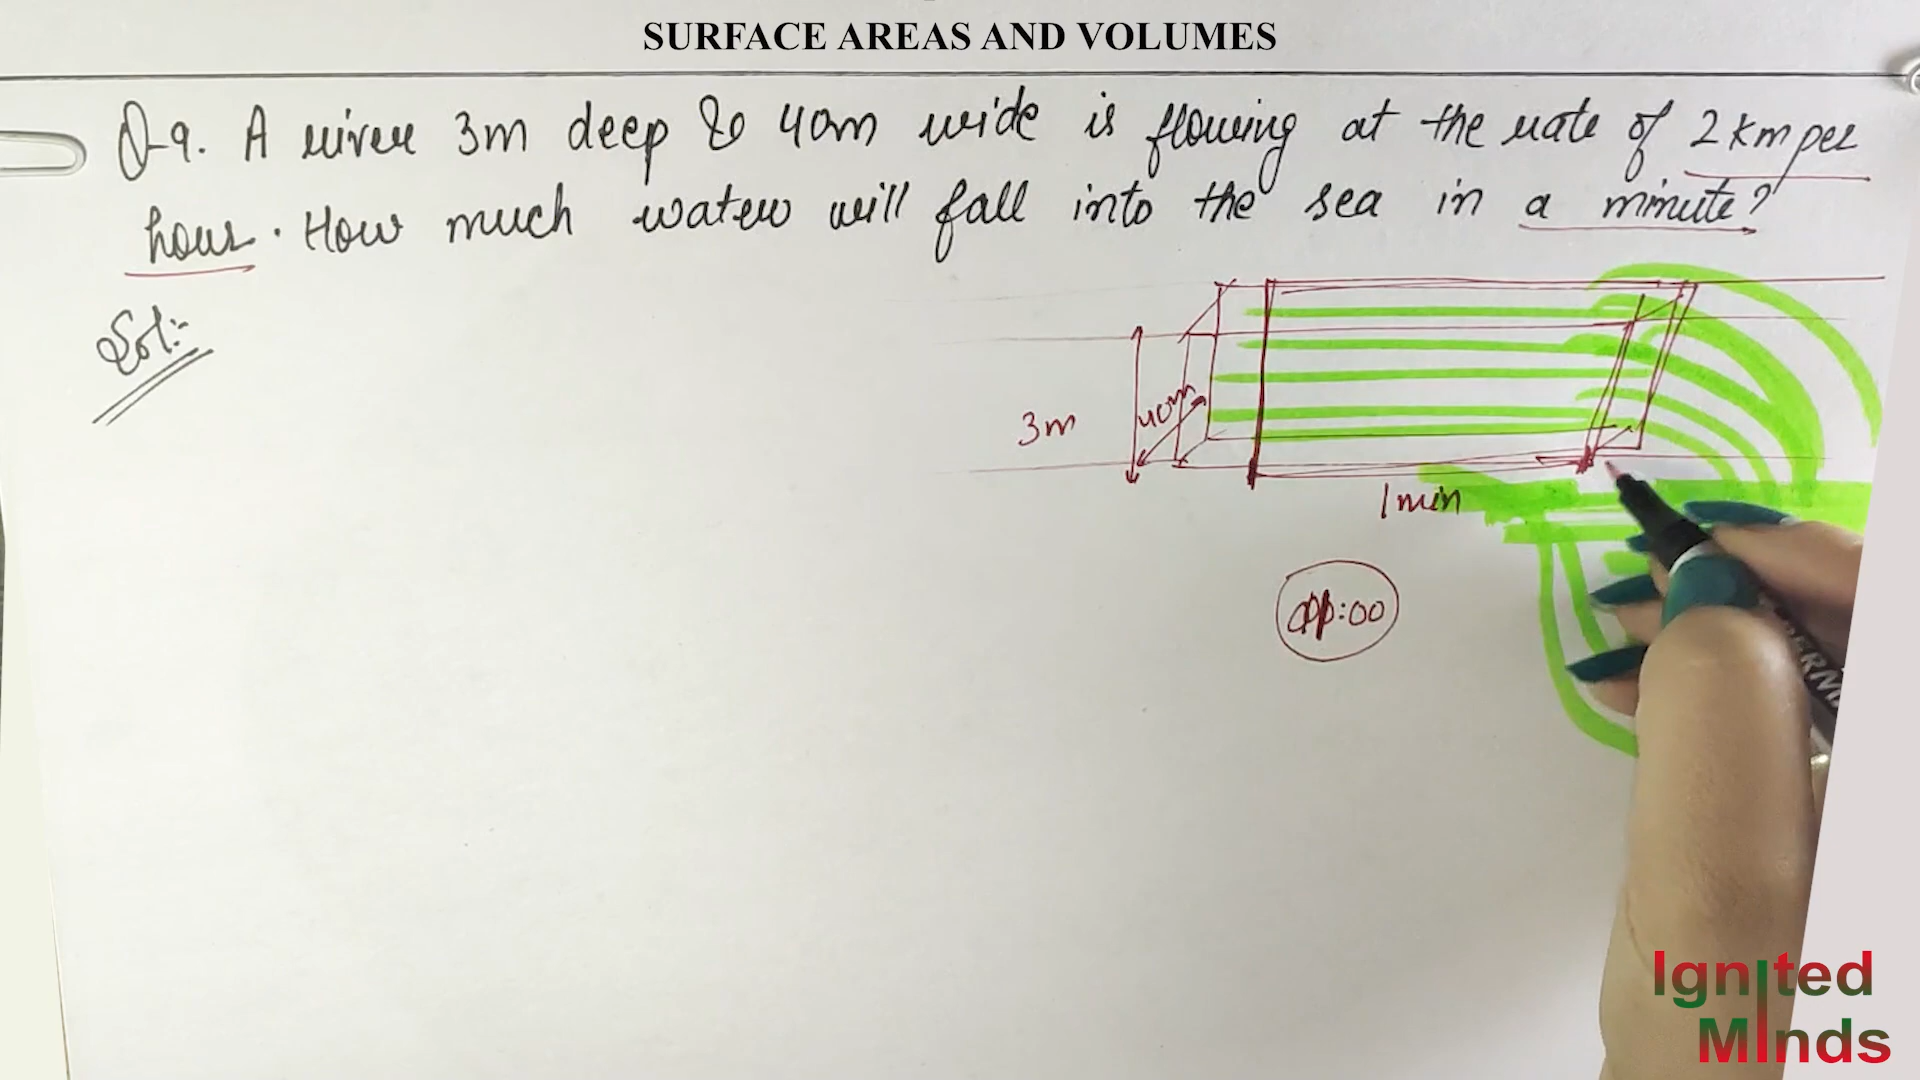 SURFACE AREAS AND VOLUMES
Q-9. A river 3m deep & 40m wide is flowing at the rate of 2km per
hour. How much water will fall into the sea in a minute?
Sol:-
3m
40m
1min
Ignited
Minds